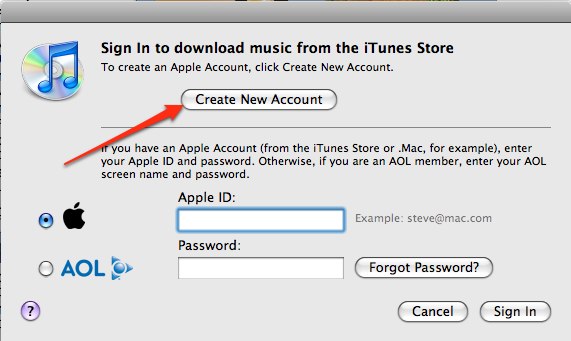 Sign In to download music from the iTunes Store
To create an Apple Account, click Create New Account.
Create New Account
If you have an Apple Account (from the iTunes Store or .Mac, for example), enter
your Apple ID and password. Otherwise, if you are an AOL member, enter your AOL
screen name and password.
Apple ID:
Example: steve@mac.com
Password:
AOL
Forgot Password?
?
Cancel
Sign In